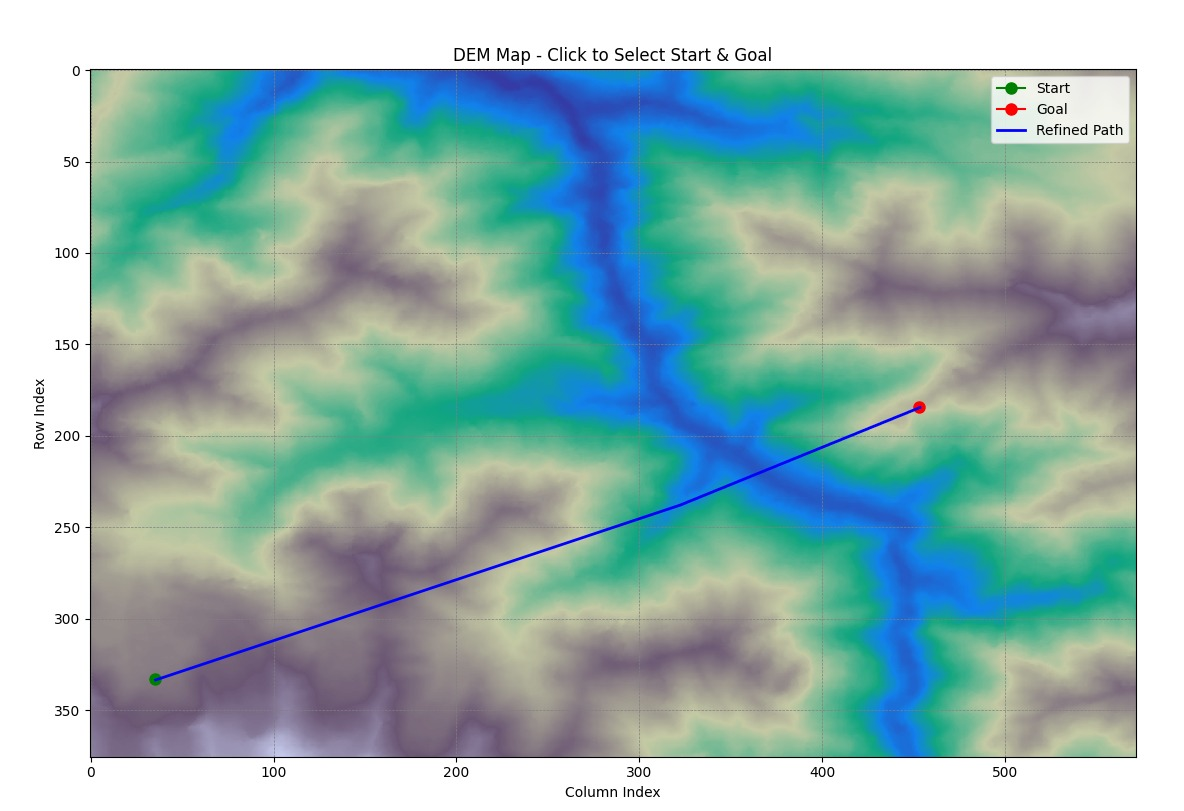 DEM Map - Click to Select Start & Goal
Start
Goal
Refined Path
Row Index
0
50
100
150
200
250
300
350
0 100 200 300 400 500
Column Index